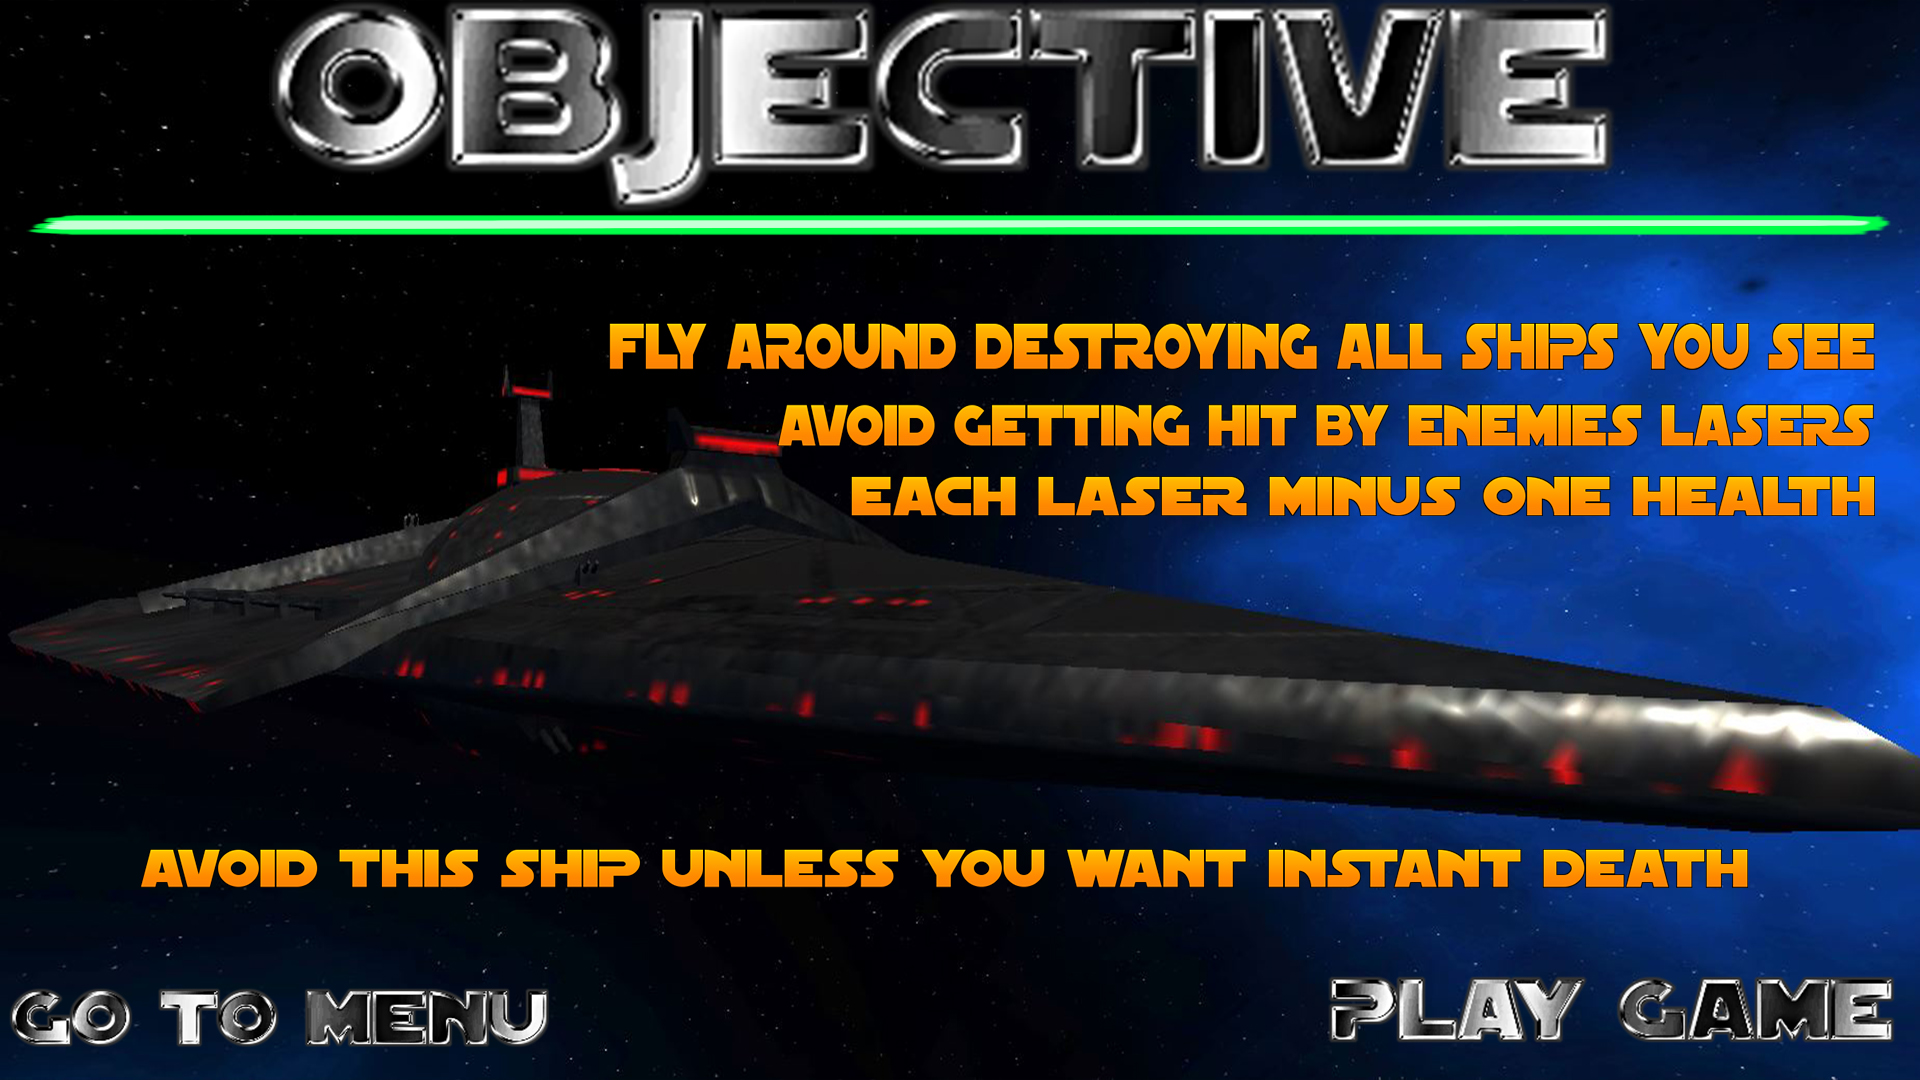 OBJECTIVE
FLY AROUND DESTROYING ALL SHIPS YOU SEE
AVOID GETTING HIT BY ENEMIES LASERS
EACH LASER MINUS ONE HEALTH
AVOID THIS SHIP UNLESS YOU WANT INSTANT DEATH
GO TO MENU
PLAY GAME